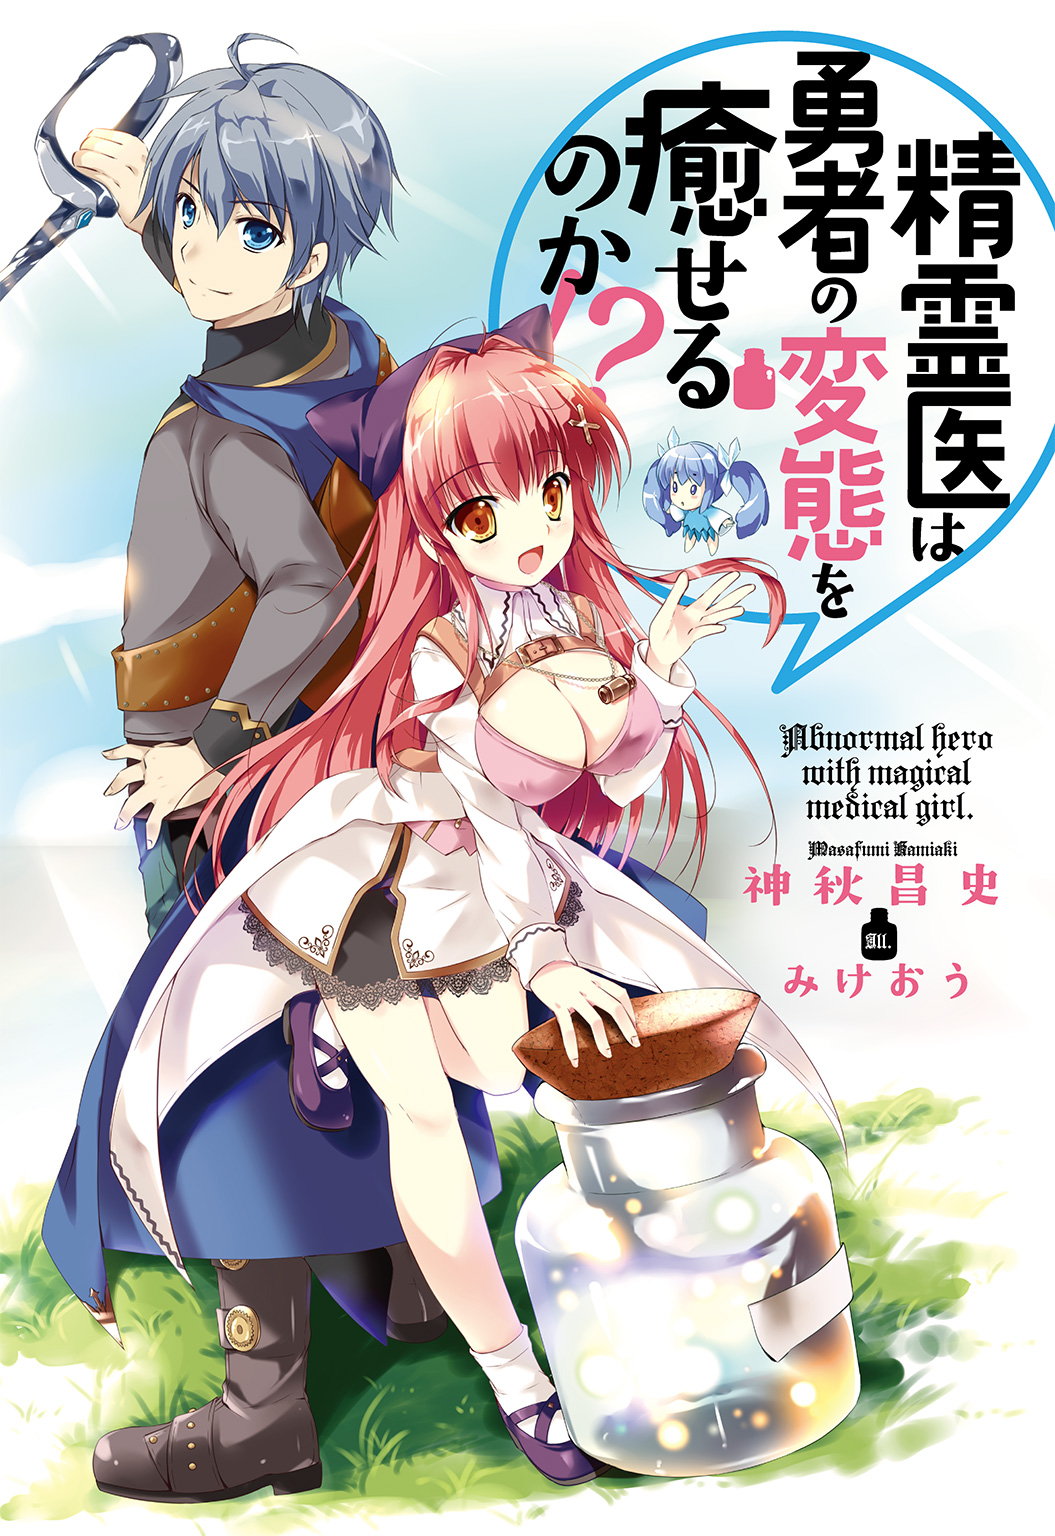 精霊医は
勇者の変態を
癒せる
のか!?
Abnormal hero
with magical
medical girl.
Masafumi Kamiaki
神秋昌史
Ill.
みけおう